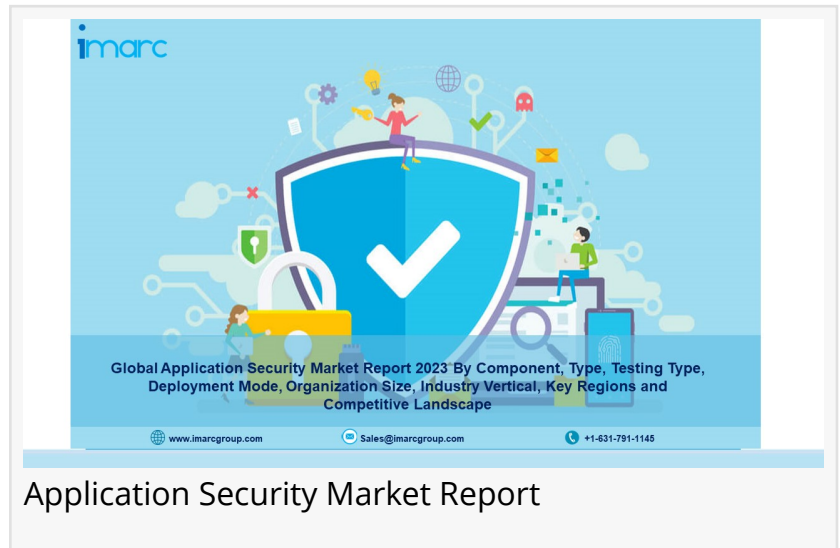 imarc
Global Application Security Market Report 2023 By Component, Type, Testing Type,
Deployment Mode, Organization Size, Industry Vertical, Key Regions and
Competitive Landscape
www.imarcgroup.com Sales@imarcgroup.com +1-631-791-1145
Application Security Market Report